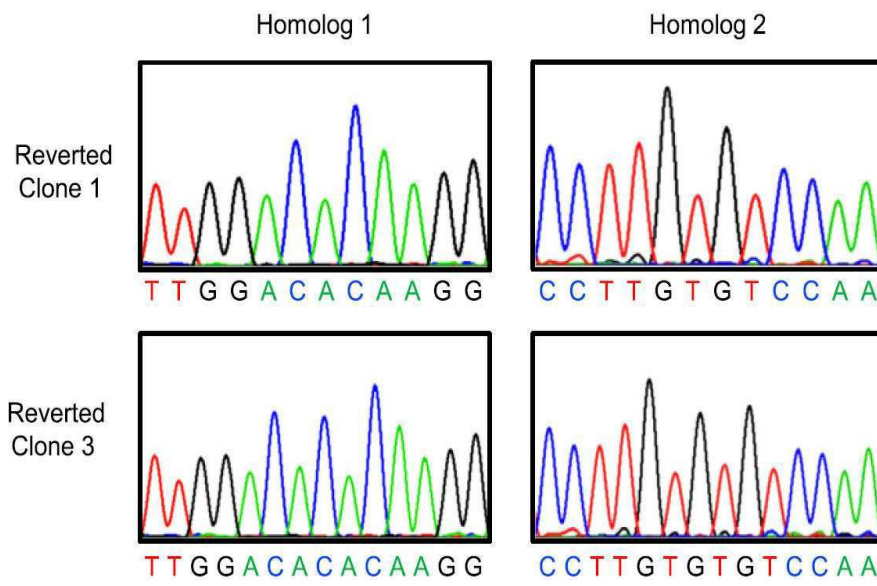 Homolog 1
Homolog 2
Reverted
Clone 1
T T G G A C A C A A G G
C C T T G T G T C C A A
Reverted
Clone 3
T T G G A C A C A C A A G G
C C T T G T G T G T C C A A